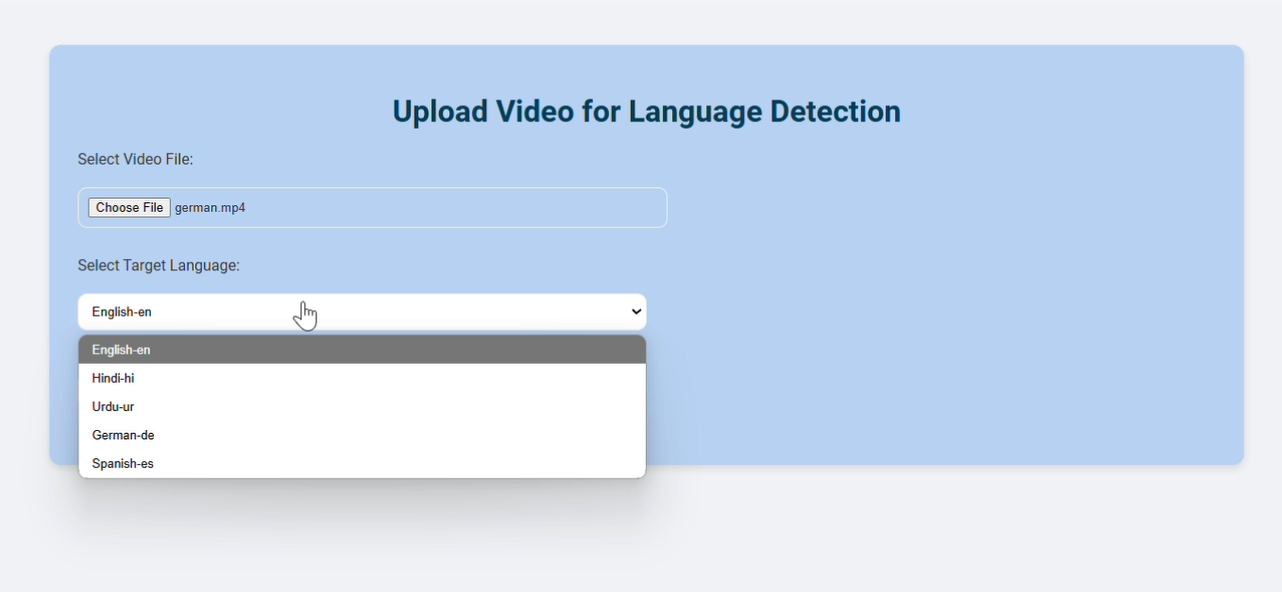 Upload Video for Language Detection
Select Video File:
Choose File german.mp4
Select Target Language:
English-en
English-en
Hindi-hi
Urdu-ur
German-de
Spanish-es